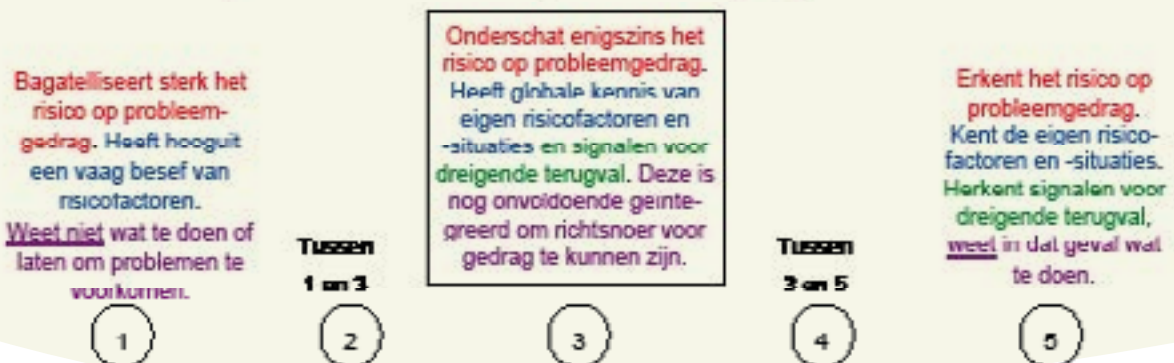 Bagatelliseert sterk het
risico op probleem-
gedrag. Heeft hooguit
een vaag besef van
risicofactoren.
Weet niet wat te doen of
laten om problemen te
voorkomen.
1
Tussen
1 en 3
2
Onderschat enigszins het
risico op probleemgedrag.
Heeft globale kennis van
eigen risicofactoren en
-situaties en signalen voor
dreigende terugval. Deze is
nog onvoldoende geïnte-
greerd om richtsnoer voor
gedrag te kunnen zijn.
3
Tussen
3 en 5
4
Erkent het risico op
probleemgedrag.
Kent de eigen risico-
factoren en -situaties.
Herkent signalen voor
dreigende terugval,
weet in dat geval wat
te doen.
5